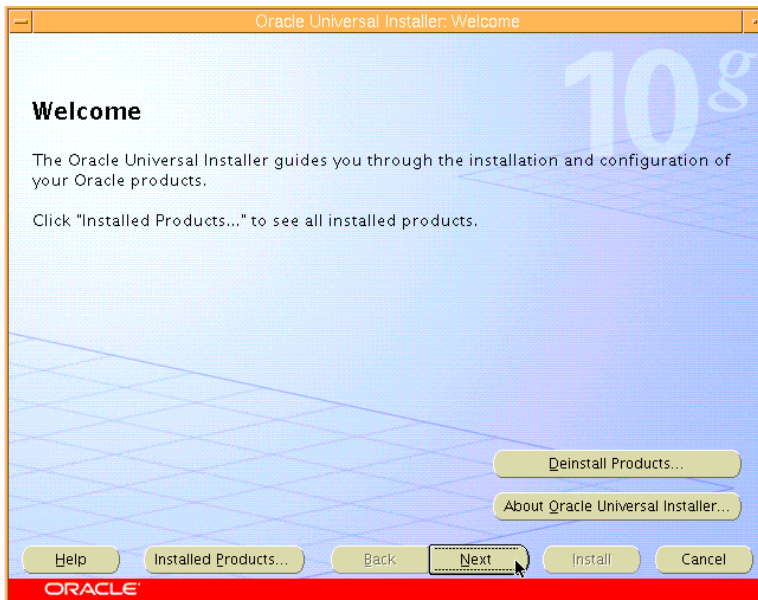 Oracle Universal Installer: Welcome
10g
Welcome
The Oracle Universal Installer guides you through the installation and configuration of
your Oracle products.
Click "Installed Products..." to see all installed products.
Deinstall Products...
About Oracle Universal Installer...
Help
Installed Products...
Back
Next
Install
Cancel
ORACLE